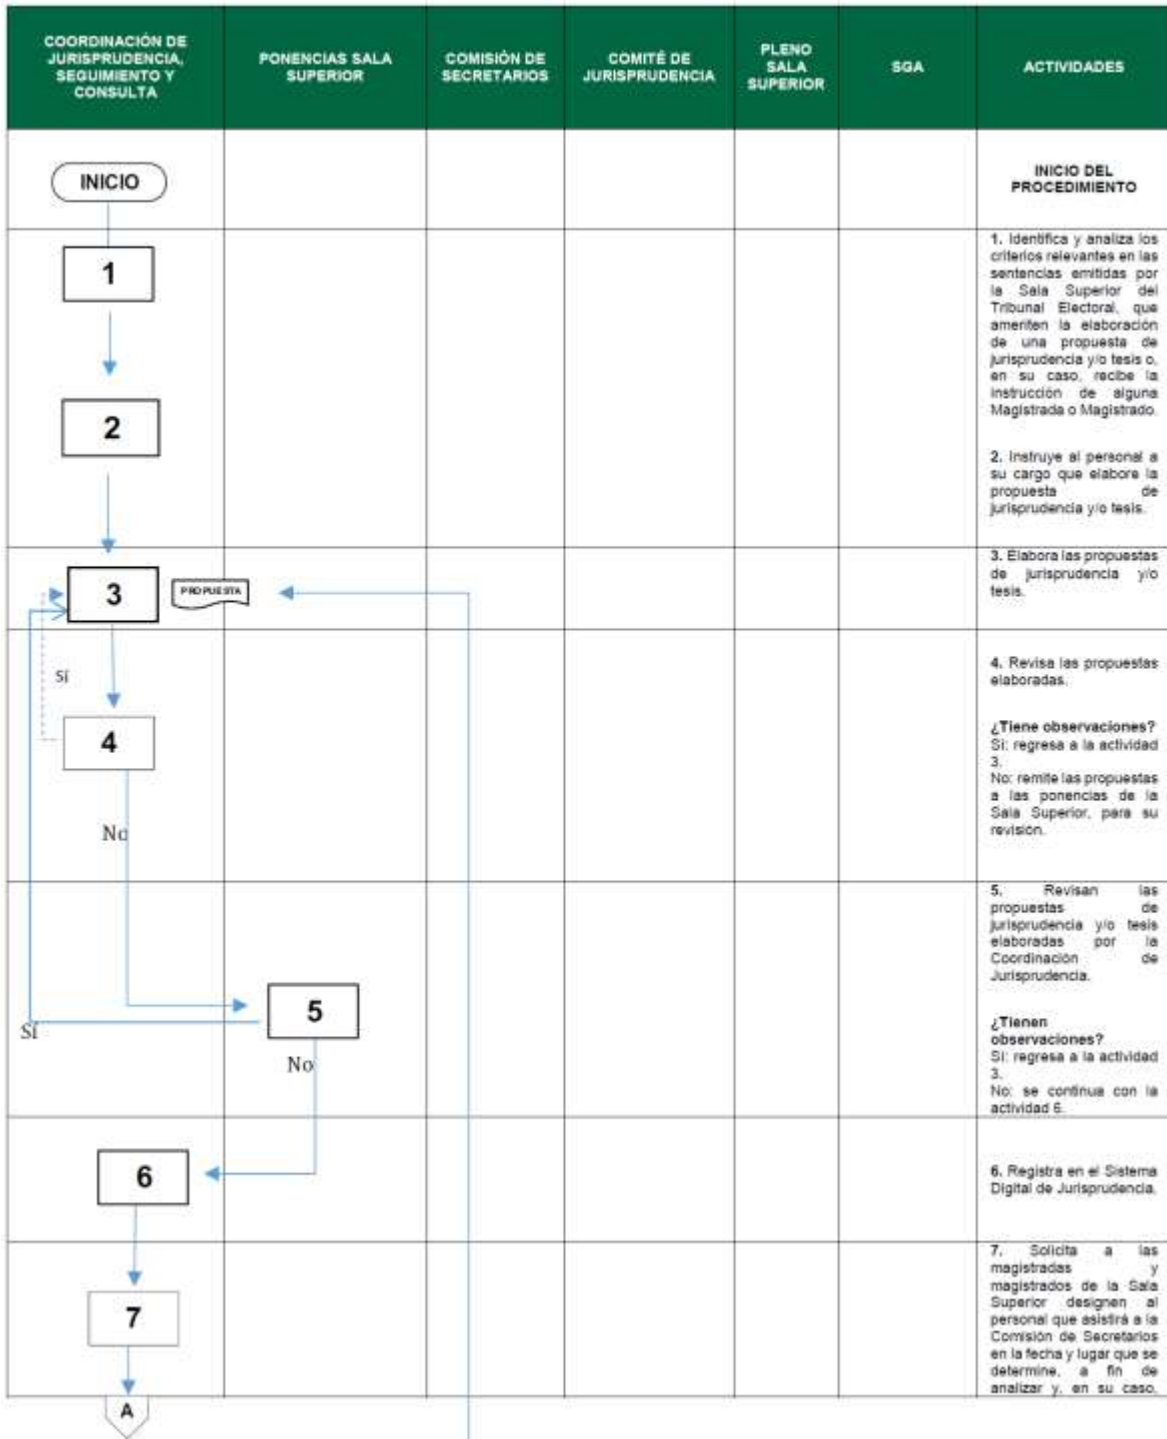 COORDINACIÓN DE
JURISPRUDENCIA,
SEGUIMIENTO Y
CONSULTA
PONENCIAS SALA
SUPERIOR
COMISIÓN DE
SECRETARIOS
COMITÉ DE
JURISPRUDENCIA
PLENO
SALA
SUPERIOR
SGA
ACTIVIDADES
INICIO
INICIO DEL
PROCEDIMIENTO
1
2
1. Identifica y analiza los
criterios relevantes en las
sentencias emitidas por
la Sala Superior del
Tribunal Electoral, que
ameriten la elaboración
de una propuesta de
jurisprudencia y/o tesis o,
en su caso, recibe la
instrucción de alguna
Magistrada o Magistrado.
2. Instruye al personal a
su cargo que elabore la
propuesta de
jurisprudencia y/o tesis.
3
PROPUESTA
3. Elabora las propuestas
de jurisprudencia y/o
tesis.
Sí
4
No
4. Revisa las propuestas
elaboradas.
¿Tiene observaciones?
Sí: regresa a la actividad
3.
No: remite las propuestas
a las ponencias de la
Sala Superior, para su
revisión.
5
Sí
No
5. Revisan las
propuestas de
jurisprudencia y/o tesis
elaboradas por la
Coordinación de
Jurisprudencia.
¿Tienen
observaciones?
Sí: regresa a la actividad
3.
No: se continua con la
actividad 6.
6
6. Registra en el Sistema
Digital de Jurisprudencia.
7
A
7. Solicita a las
magistradas y
magistrados de la Sala
Superior designen al
personal que asistirá a la
Comisión de Secretarios
en la fecha y lugar que se
determine, a fin de
analizar y, en su caso,